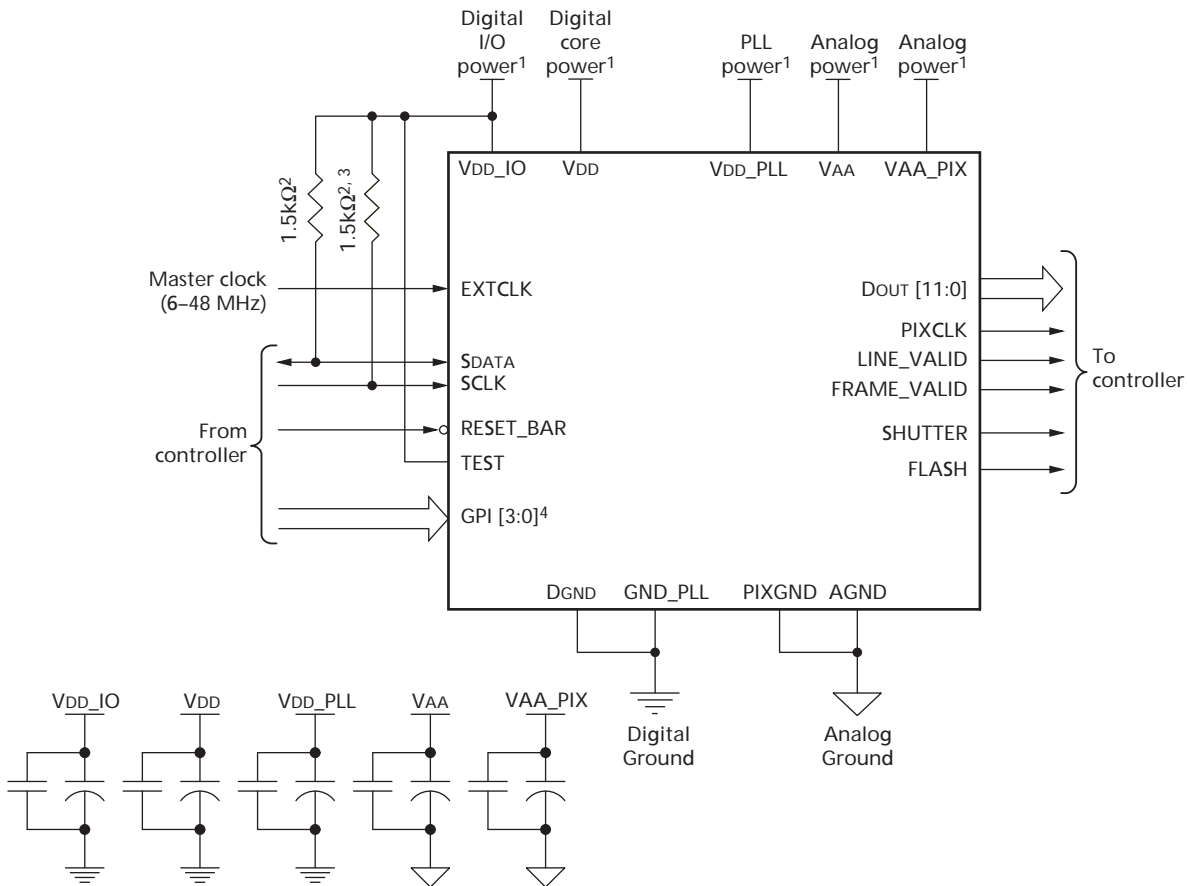 Digital
I/O
power1
Digital
core
power1
PLL
power1
Analog
power1
Analog
power1
VDD_IO
VDD
VDD_PLL
VAA
VAA_PIX
1.5kΩ2
1.5kΩ2, 3
Master clock
(6–48 MHz)
EXTCLK
SDATA
SCLK
RESET_BAR
TEST
GPI [3:0]4
From
controller
DOUT [11:0]
PIXCLK
LINE_VALID
FRAME_VALID
SHUTTER
FLASH
To
controller
DGND
GND_PLL
PIXGND
AGND
Digital
Ground
Analog
Ground
VDD_IO
VDD
VDD_PLL
VAA
VAA_PIX